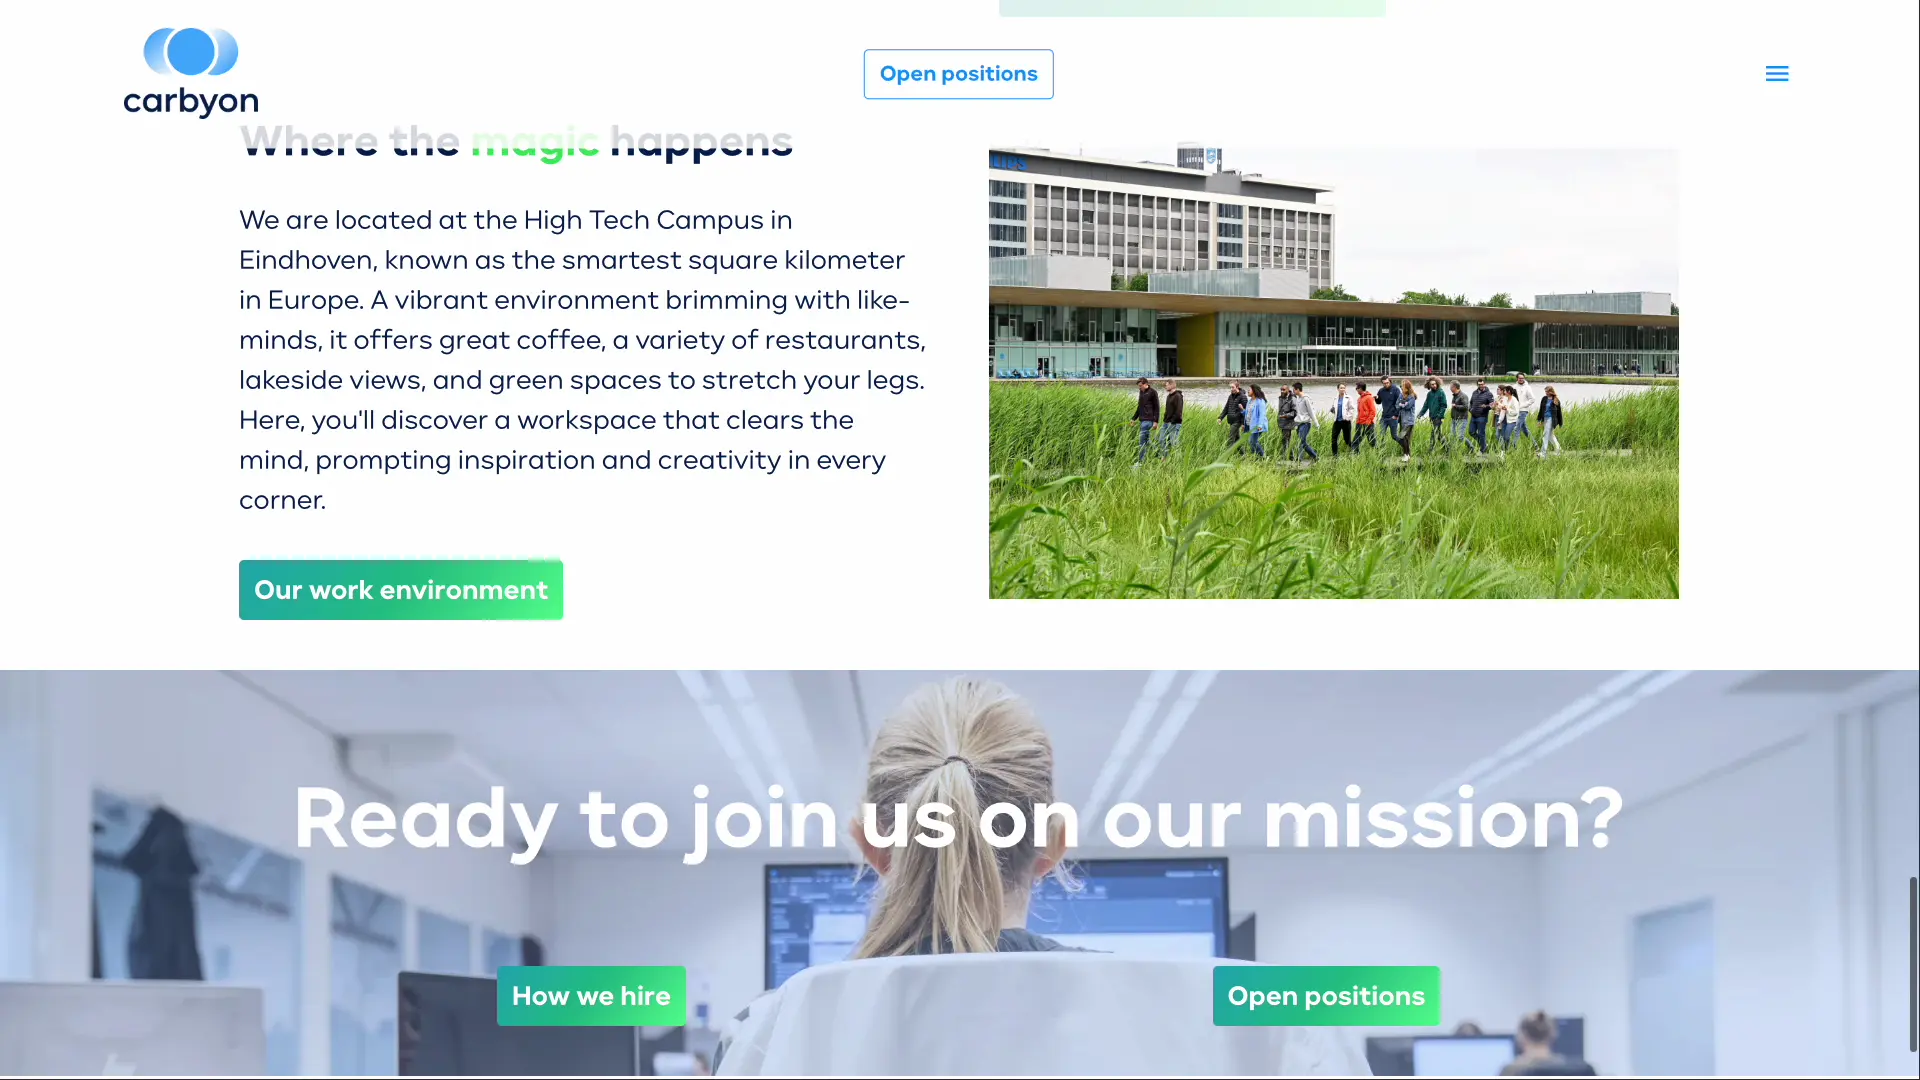 carbyon
Open positions
Where the magic happens
We are located at the High Tech Campus in
Eindhoven, known as the smartest square kilometer
in Europe. A vibrant environment brimming with like-
minds, it offers great coffee, a variety of restaurants,
lakeside views, and green spaces to stretch your legs.
Here, you'll discover a workspace that clears the
mind, prompting inspiration and creativity in every
corner.
Our work environment
Ready to join us on our mission?
How we hire
Open positions